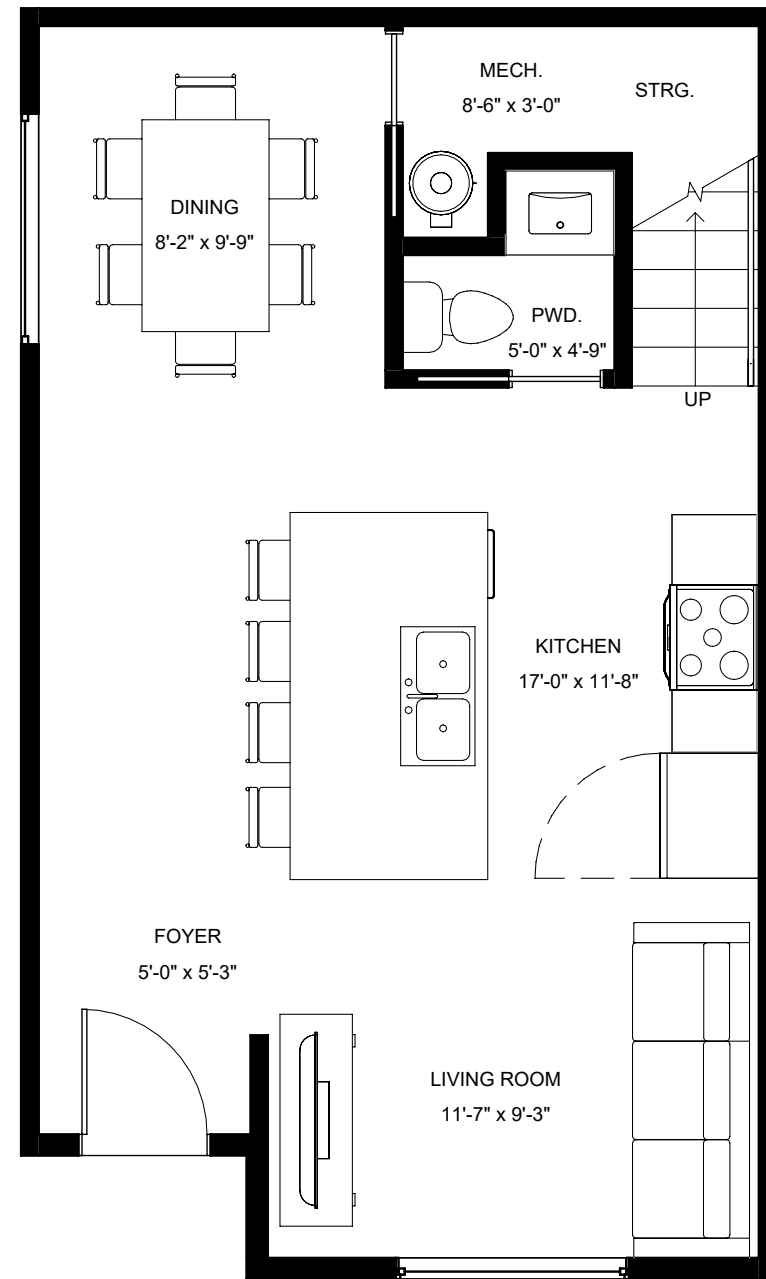 MECH.
8'-6" x 3'-0"
STRG.
DINING
8'-2" x 9'-9"
PWD.
5'-0" x 4'-9"
UP
KITCHEN
17'-0" x 11'-8"
FOYER
5'-0" x 5'-3"
LIVING ROOM
11'-7" x 9'-3"